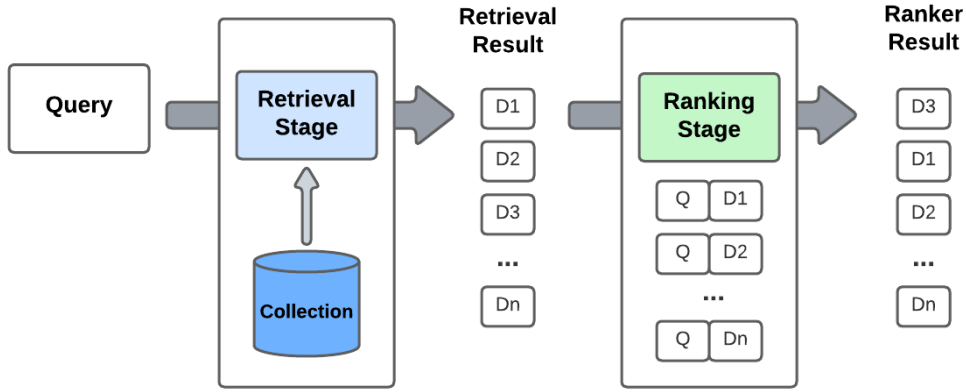 Query
Retrieval
Stage
Collection
Retrieval
Result
D1
D2
D3
...
Dn
Ranking
Stage
Q D1
Q D2
...
Q Dn
Ranker
Result
D3
D1
D2
...
Dn